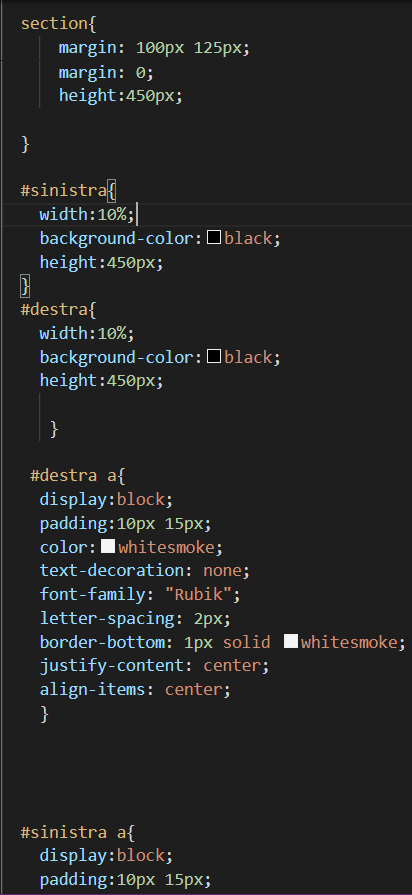 section{
margin: 100px 125px;
margin: 0;
height:450px;
}
#sinistra{
width:10%;
background-color:black;
height:450px;
}
#destra{
width:10%;
background-color:black;
height:450px;
}
#destra a{
display:block;
padding:10px 15px;
color:whitesmoke;
text-decoration: none;
font-family: "Rubik";
letter-spacing: 2px;
border-bottom: 1px solid whitesmoke;
justify-content: center;
align-items: center;
}
#sinistra a{
display:block;
padding:10px 15px;